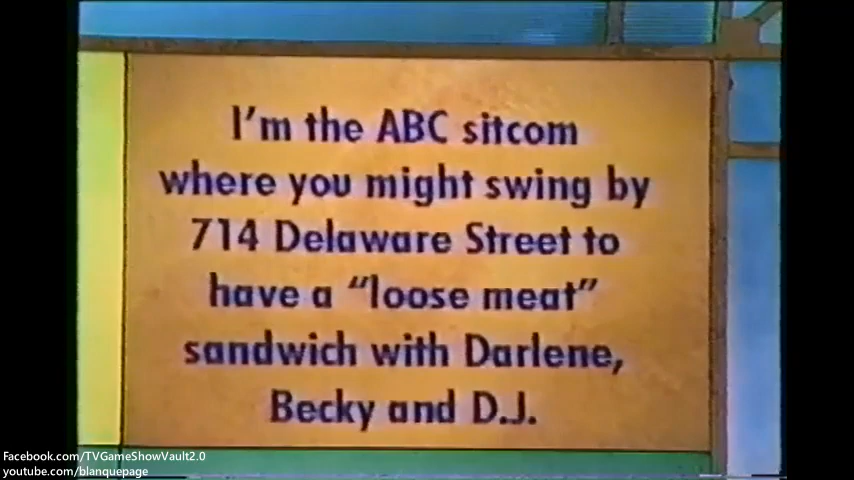 I'm the ABC sitcom
where you might swing by
714 Delaware Street to
have a "loose meat"
sandwich with Darlene,
Becky and D.J.
Facebook.com/TVGameShowVault2.0
youtube.com/blanquepage